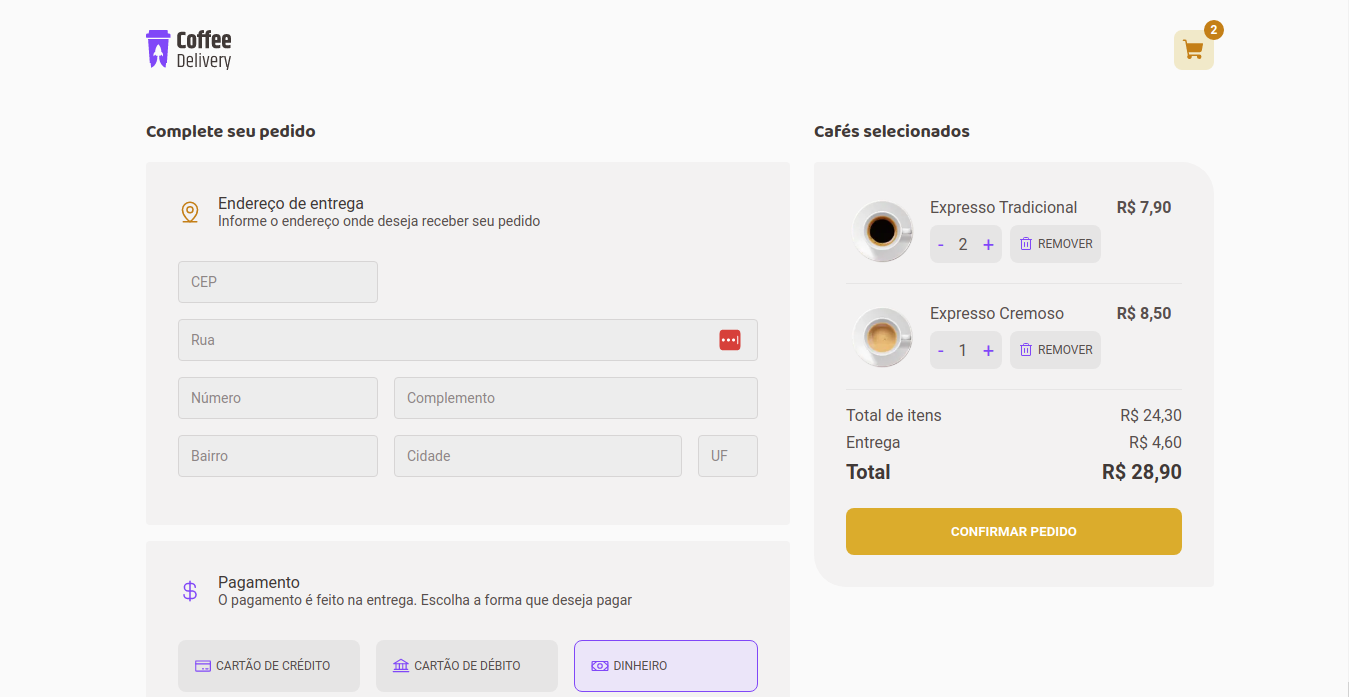 Coffee
Delivery
2
Complete seu pedido
Endereço de entrega
Informe o endereço onde deseja receber seu pedido
CEP
Rua
Número
Complemento
Bairro
Cidade
UF
Pagamento
O pagamento é feito na entrega. Escolha a forma que deseja pagar
CARTÃO DE CRÉDITO
CARTÃO DE DÉBITO
DINHEIRO
Cafés selecionados
Expresso Tradicional R$ 7,90
- 2 + REMOVER
Expresso Cremoso R$ 8,50
- 1 + REMOVER
Total de itens R$ 24,30
Entrega R$ 4,60
Total R$ 28,90
CONFIRMAR PEDIDO